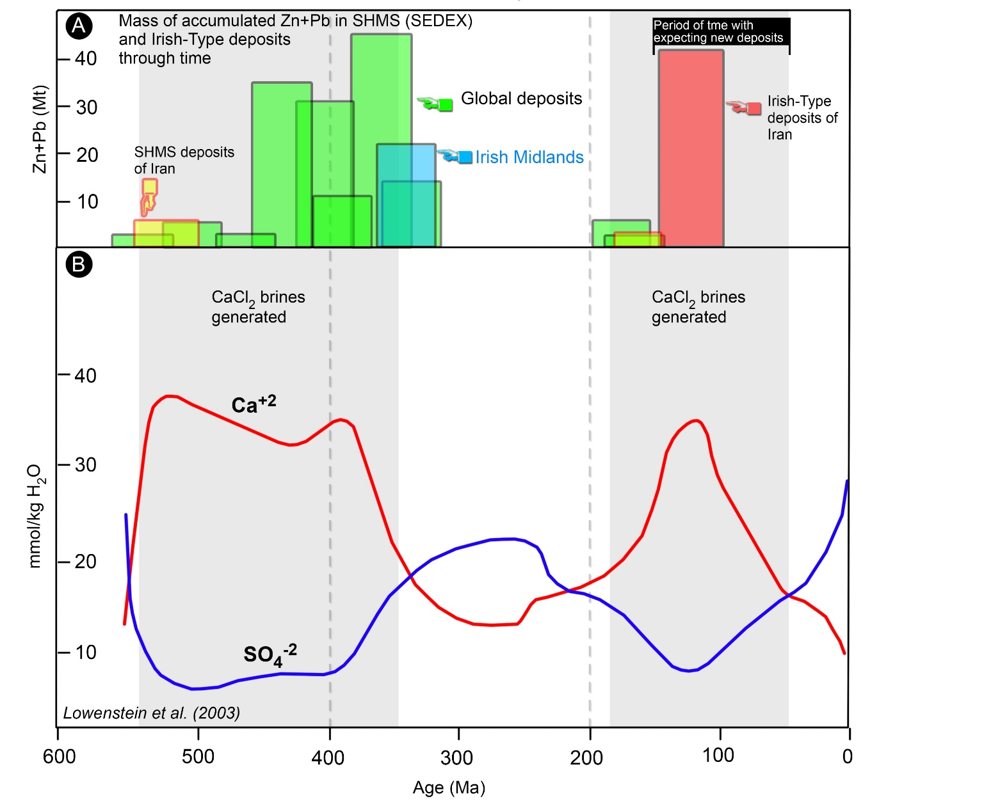 A
Mass of accumulated Zn+Pb in SHMS (SEDEX)
and Irish-Type deposits
through time
Period of tme with
expecting new deposits
40
30
20
10
Zn+Pb (Mt)
Global deposits
Irish-Type
deposits of
Iran
SHMS deposits
of Iran
Irish Midlands
B
CaCl2 brines
generated
CaCl2 brines
generated
40
30
20
10
mmol/kg H2O
Ca+2
SO4-2
Lowenstein et al. (2003)
600 500 400 300 200 100 0
Age (Ma)